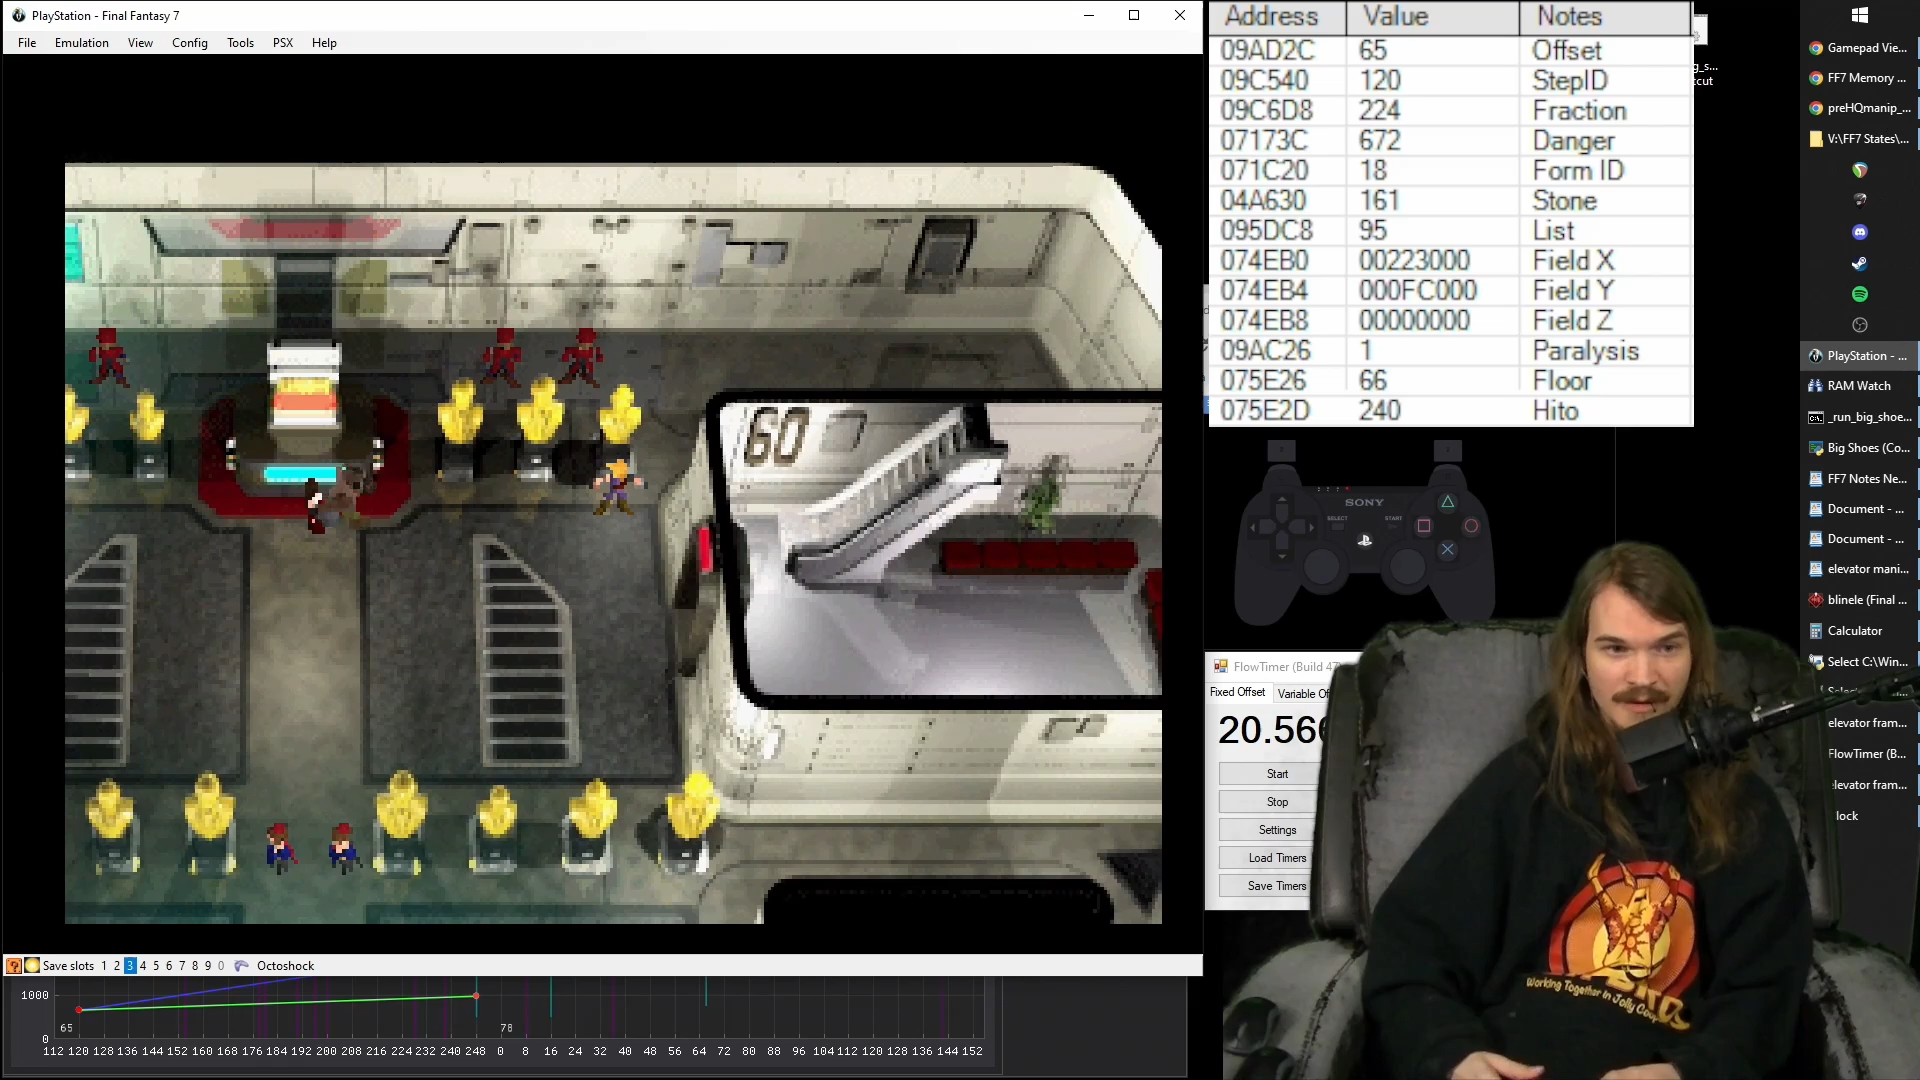 PlayStation - Final Fantasy 7
File Emulation View Config Tools PSX Help
60
Save slots 1 2 3 4 5 6 7 8 9 0 Octoshock
1000
65
78
0
112 120 128 136 144 152 160 168 176 184 192 200 208 216 224 232 240 248 0 8 16 24 32 40 48 56 64 72 80 88 96 104 112 120 128 136 144 152
Address Value Notes
09AD2C 65 Offset
09C540 120 StepID
09C6D8 224 Fraction
07173C 672 Danger
071C20 18 Form ID
04A630 161 Stone
095DC8 95 List
074EB0 00223000 Field X
074EB4 000FC000 Field Y
074EB8 00000000 Field Z
09AC26 1 Paralysis
075E26 66 Floor
075E2D 240 Hito
SONY
SELECT START
FlowTimer (Build 47
Fixed Offset Variable Of
20.566
Start
Stop
Settings
Load Timers
Save Timers
Working Together in Jolly Coop
Gamepad Vie...
FF7 Memory ...
preHQmanip_...
V:\FF7 States\...
PlayStation - ...
RAM Watch
_run_big_shoe...
Big Shoes (Co...
FF7 Notes Ne...
Document - ...
Document - ...
elevator mani...
blinele (Final ...
Calculator
Select C:\Win...
elevator fram...
FlowTimer (B...
elevator fram...
lock